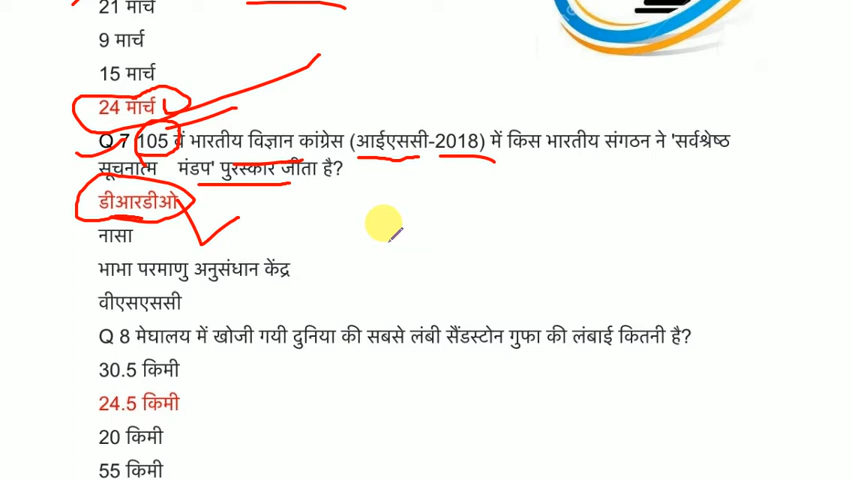 21 मार्च
9 मार्च
15 मार्च
24 मार्च
Q 7 105 वें भारतीय विज्ञान कांग्रेस (आईएससी-2018) में किस भारतीय संगठन ने 'सर्वश्रेष्ठ
सूचनात्म मंडप' पुरस्कार जीता है?
डीआरडीओ
नासा
भाभा परमाणु अनुसंधान केंद्र
वीएसएससी
Q 8 मेघालय में खोजी गयी दुनिया की सबसे लंबी सैंडस्टोन गुफा की लंबाई कितनी है?
30.5 किमी
24.5 किमी
20 किमी
55 किमी